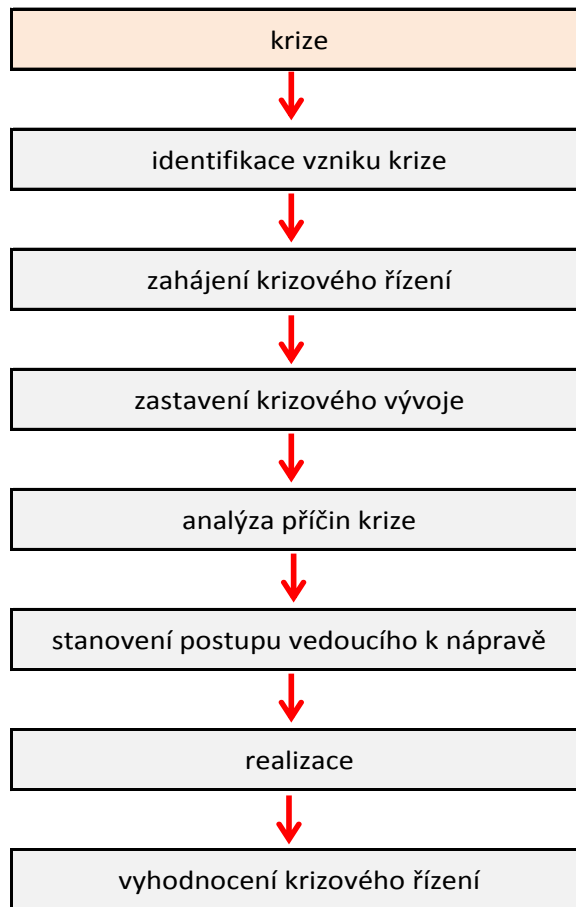 krize
identifikace vzniku krize
zahájení krizového řízení
zastavení krizového vývoje
analýza příčin krize
stanovení postupu vedoucího k nápravě
realizace
vyhodnocení krizového řízení